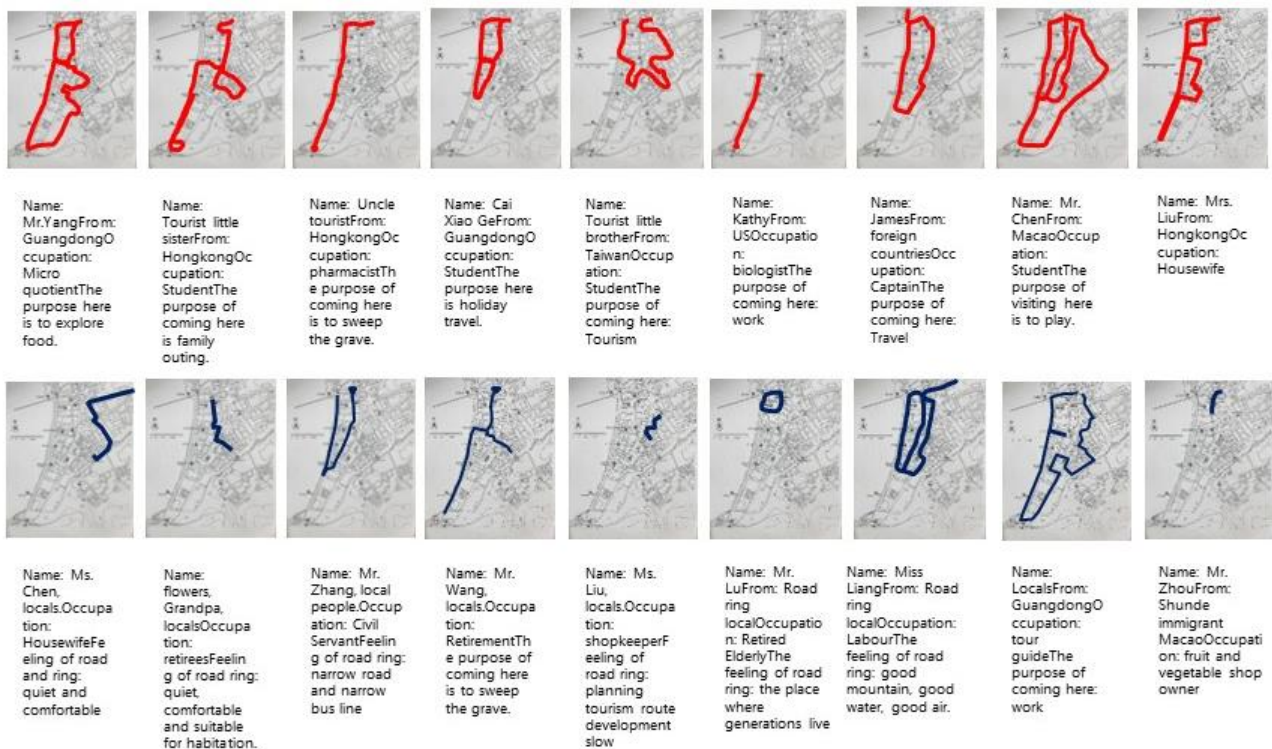 Name:
Mr.YangFrom:
GuangdongO
ccupation:
Micro
quotientThe
purpose here
is to explore
food.
Name:
Tourist little
sisterFrom:
HongkongOc
cupation:
StudentThe
purpose of
coming here
is family
outing.
Name: Uncle
touristFrom:
HongkongOc
cupation:
pharmacistTh
e purpose of
coming here
is to sweep
the grave.
Name: Cai
Xiao GeFrom:
GuangdongO
ccupation:
StudentThe
purpose here
is holiday
travel.
Name:
Tourist little
brotherFrom:
TaiwanOccup
ation:
StudentThe
purpose of
coming here:
Tourism
Name:
KathyFrom:
USOccupatio
n:
biologistThe
purpose of
coming here:
work
Name:
JamesFrom:
foreign
countriesOcc
upation:
CaptainThe
purpose of
coming here:
Travel
Name: Mr.
ChenFrom:
MacaoOccup
ation:
StudentThe
purpose of
visiting here
is to play.
Name: Mrs.
LiuFrom:
HongkongOc
cupation:
Housewife
Name: Ms.
Chen,
locals.Occupa
tion:
HousewifeFe
eling of road
and ring:
quiet and
comfortable
Name:
flowers,
Grandpa,
localsOccupa
tion:
retireesFeelin
g of road ring:
quiet,
comfortable
and suitable
for habitation.
Name: Mr.
Zhang, local
people.Occup
ation: Civil
ServantFeelin
g of road ring:
narrow road
and narrow
bus line
Name: Mr.
Wang,
locals.Occupa
tion:
RetirementTh
e purpose of
coming here
is to sweep
the grave.
Name: Ms.
Liu,
locals.Occupa
tion:
shopkeeperF
eeling of
road ring:
planning
tourism route
development
slow
Name: Mr.
LuFrom: Road
ring
localOccupatio
n: Retired
ElderlyThe
feeling of road
ring: the place
where
generations live
Name: Miss
LiangFrom: Road
ring
localOccupation:
LabourThe
feeling of road
ring: good
mountain, good
water, good air.
Name:
LocalsFrom:
GuangdongO
ccupation:
tour
guideThe
purpose of
coming here:
work
Name: Mr.
ZhouFrom:
Shunde
immigrant
MacaoOccupati
on: fruit and
vegetable shop
owner